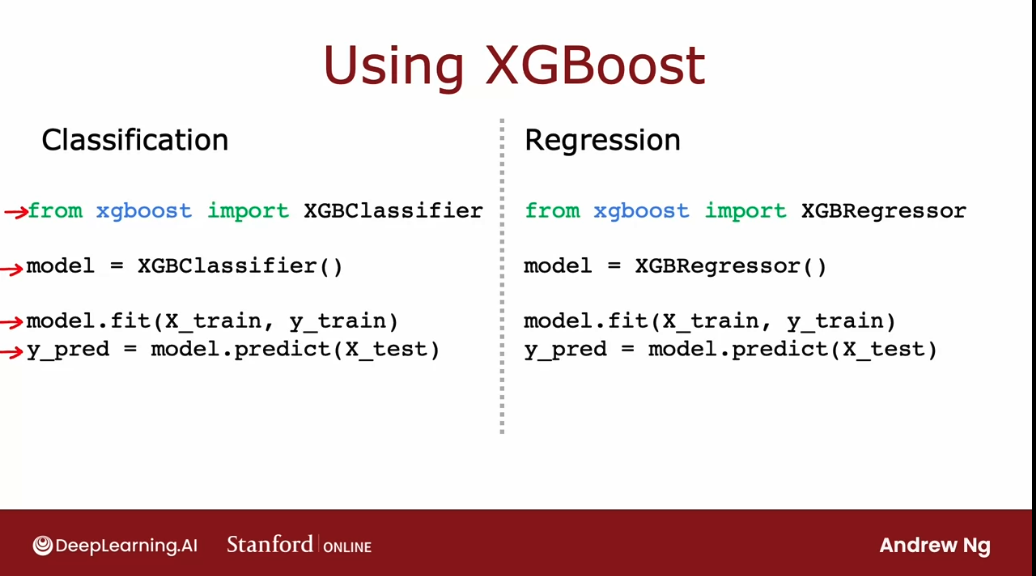 Using XGBoost
Classification
from xgboost import XGBClassifier
model = XGBClassifier()
model.fit(X_train, y_train)
y_pred = model.predict(X_test)
Regression
from xgboost import XGBRegressor
model = XGBRegressor()
model.fit(X_train, y_train)
y_pred = model.predict(X_test)
DeepLearning.AI
Stanford ONLINE
Andrew Ng